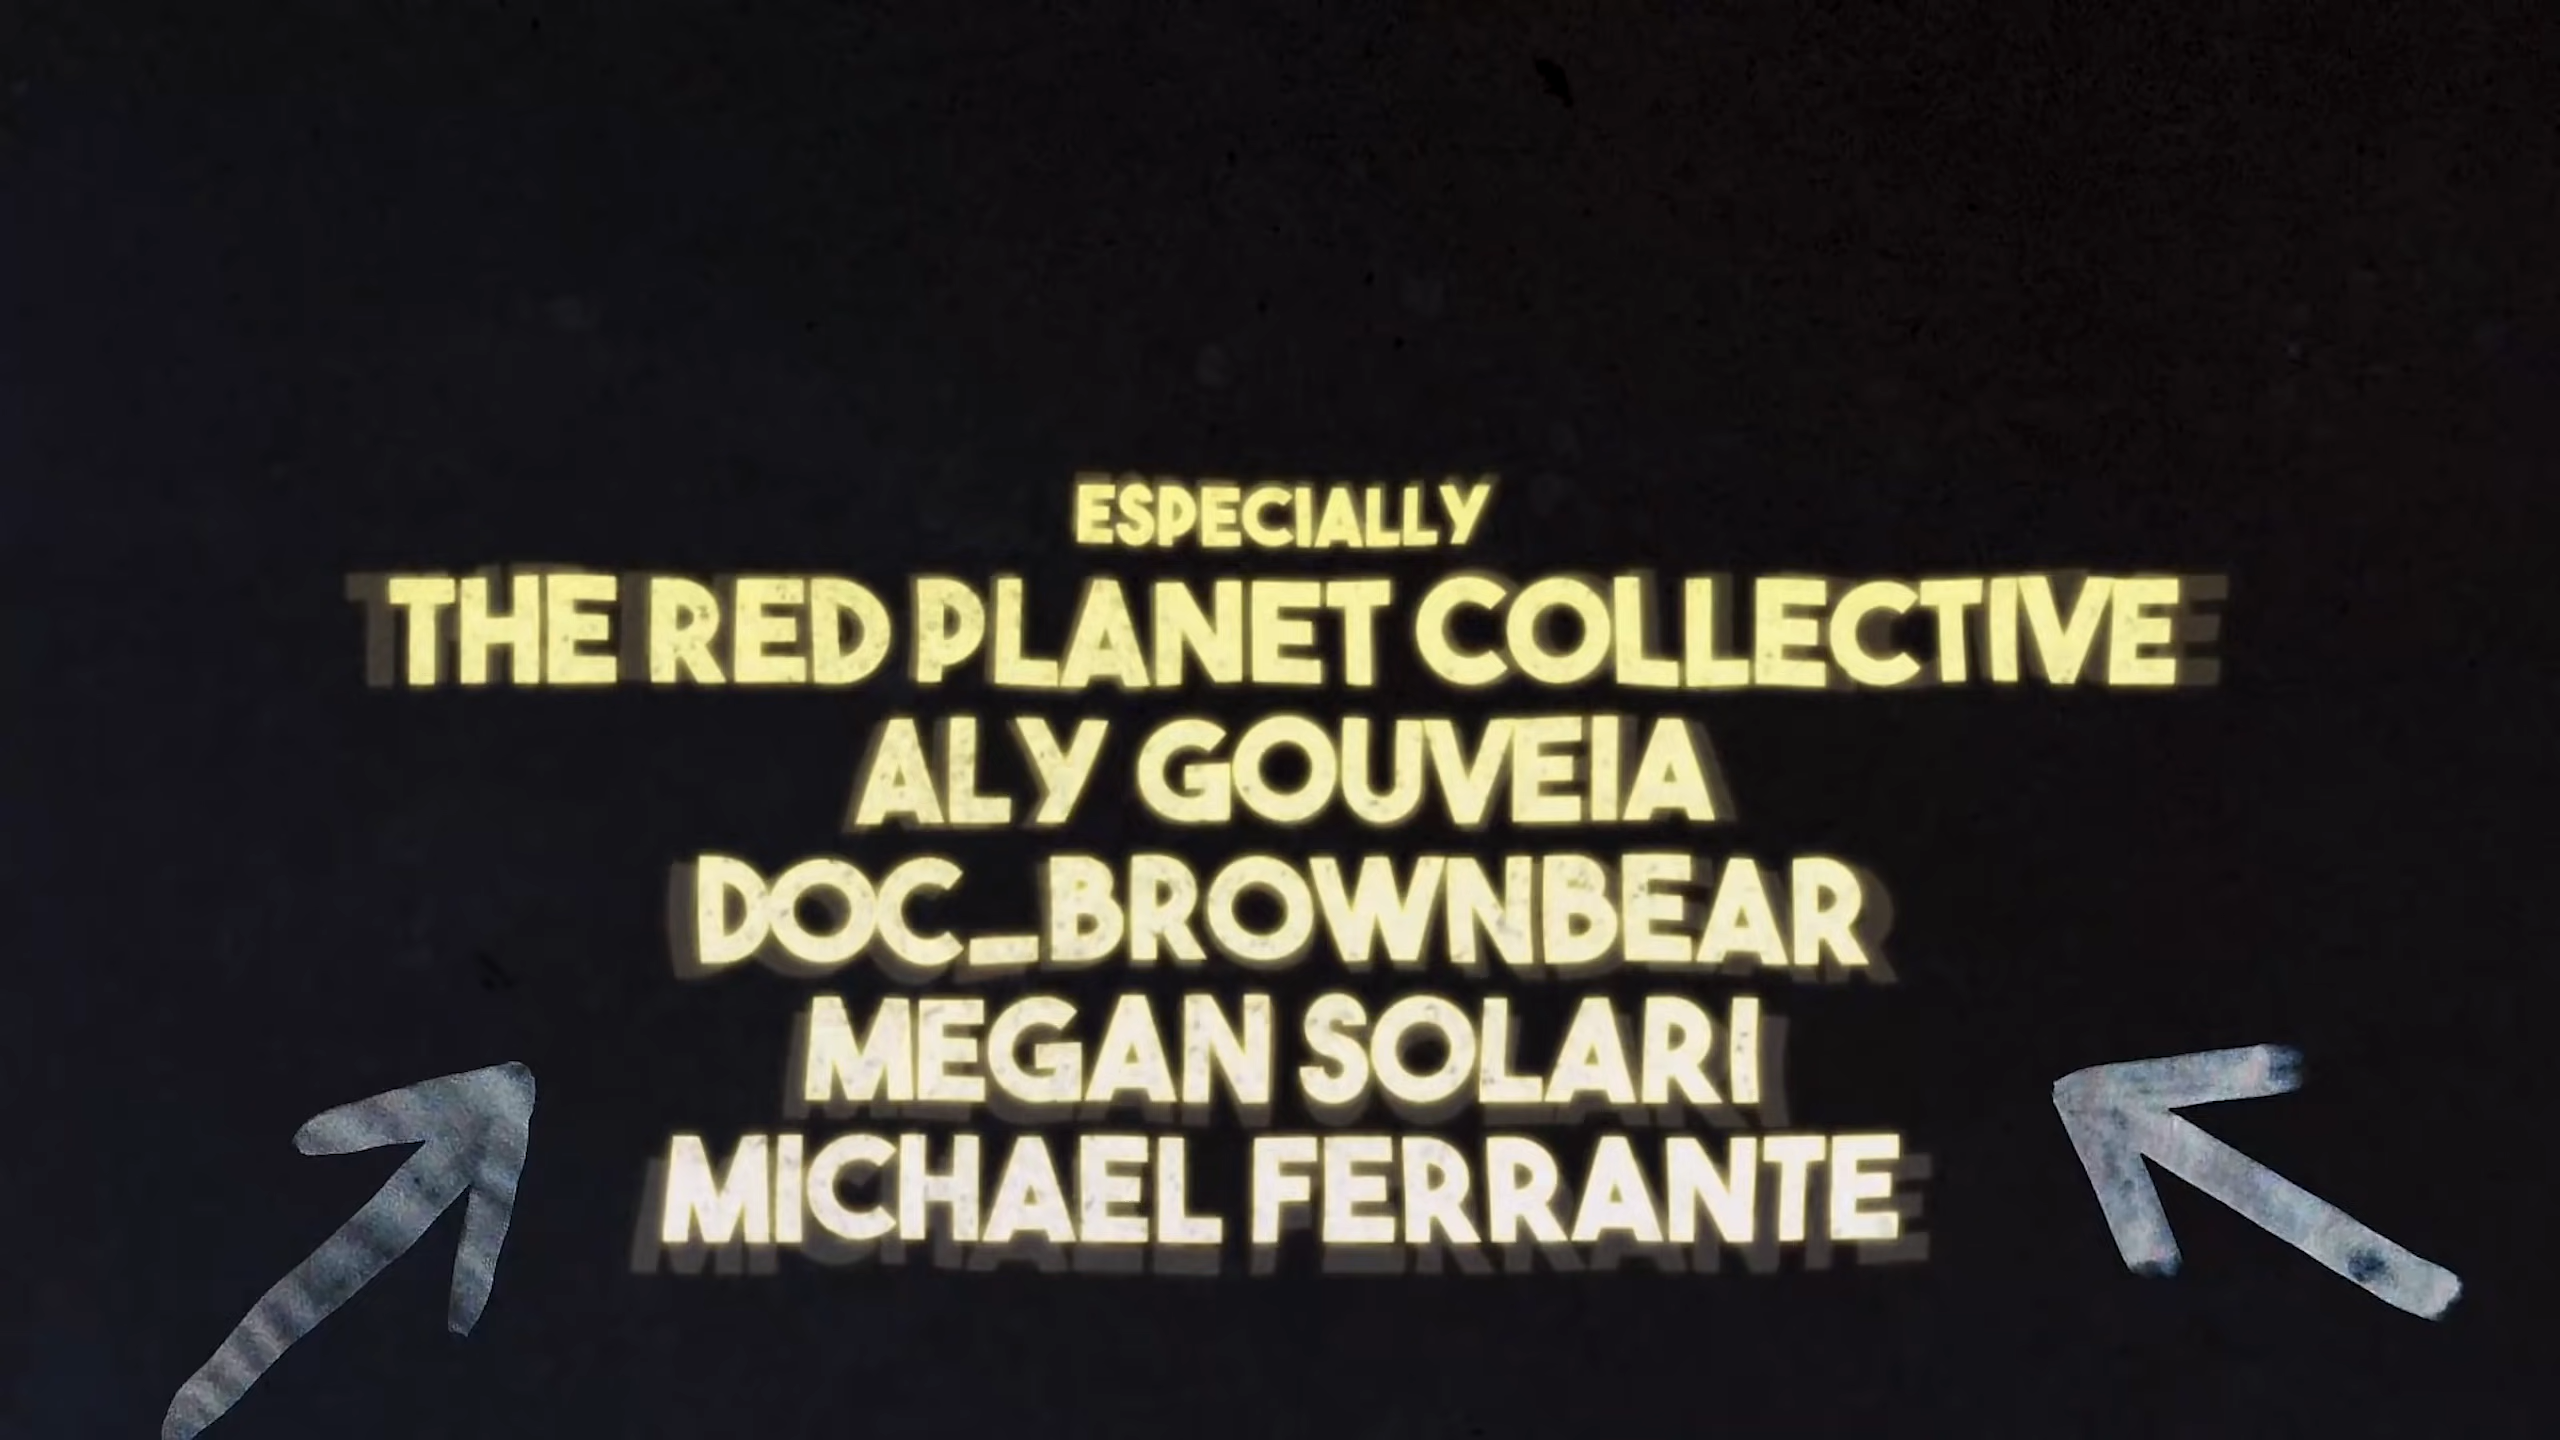 ESPECIALLY
THE RED PLANET COLLECTIVE
ALY GOUVEIA
DOC_BROWNBEAR
MEGAN SOLARI
MICHAEL FERRANTE